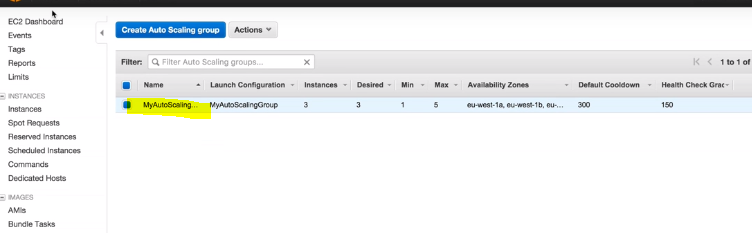 EC2 Dashboard
Events
Tags
Reports
Limits
INSTANCES
Instances
Spot Requests
Reserved Instances
Scheduled Instances
Commands
Dedicated Hosts
IMAGES
AMIs
Bundle Tasks
Create Auto Scaling group Actions
Filter: Filter Auto Scaling groups... × 1 to 1 of
Name Launch Configuration Instances Desired Min Max Availability Zones Default Cooldown Health Check Grac
MyAutoScaling... MyAutoScalingGroup 3 3 1 5 eu-west-1a, eu-west-1b, eu-... 300 150